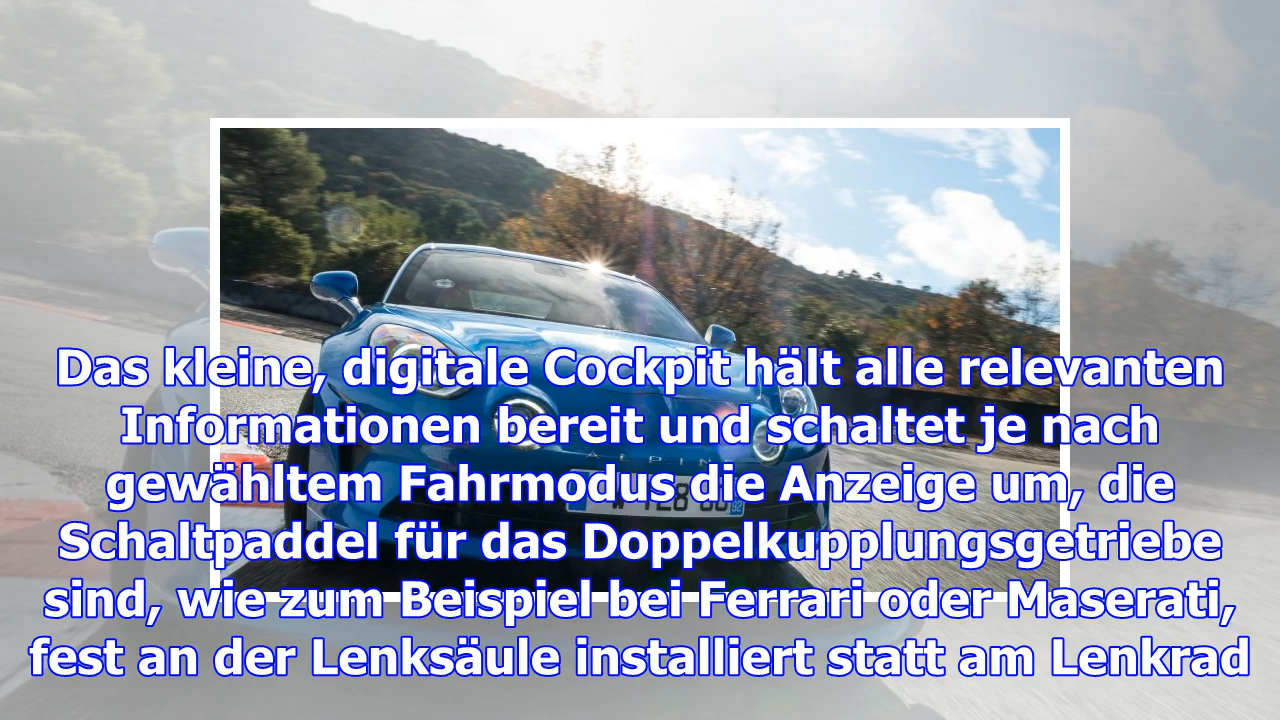 Das kleine, digitale Cockpit hält alle relevanten
Informationen bereit und schaltet je nach
gewähltem Fahrmodus die Anzeige um, die
Schaltpaddel für das Doppelkupplungsgetriebe
sind, wie zum Beispiel bei Ferrari oder Maserati,
fest an der Lenksäule installiert statt am Lenkrad
ALPINE